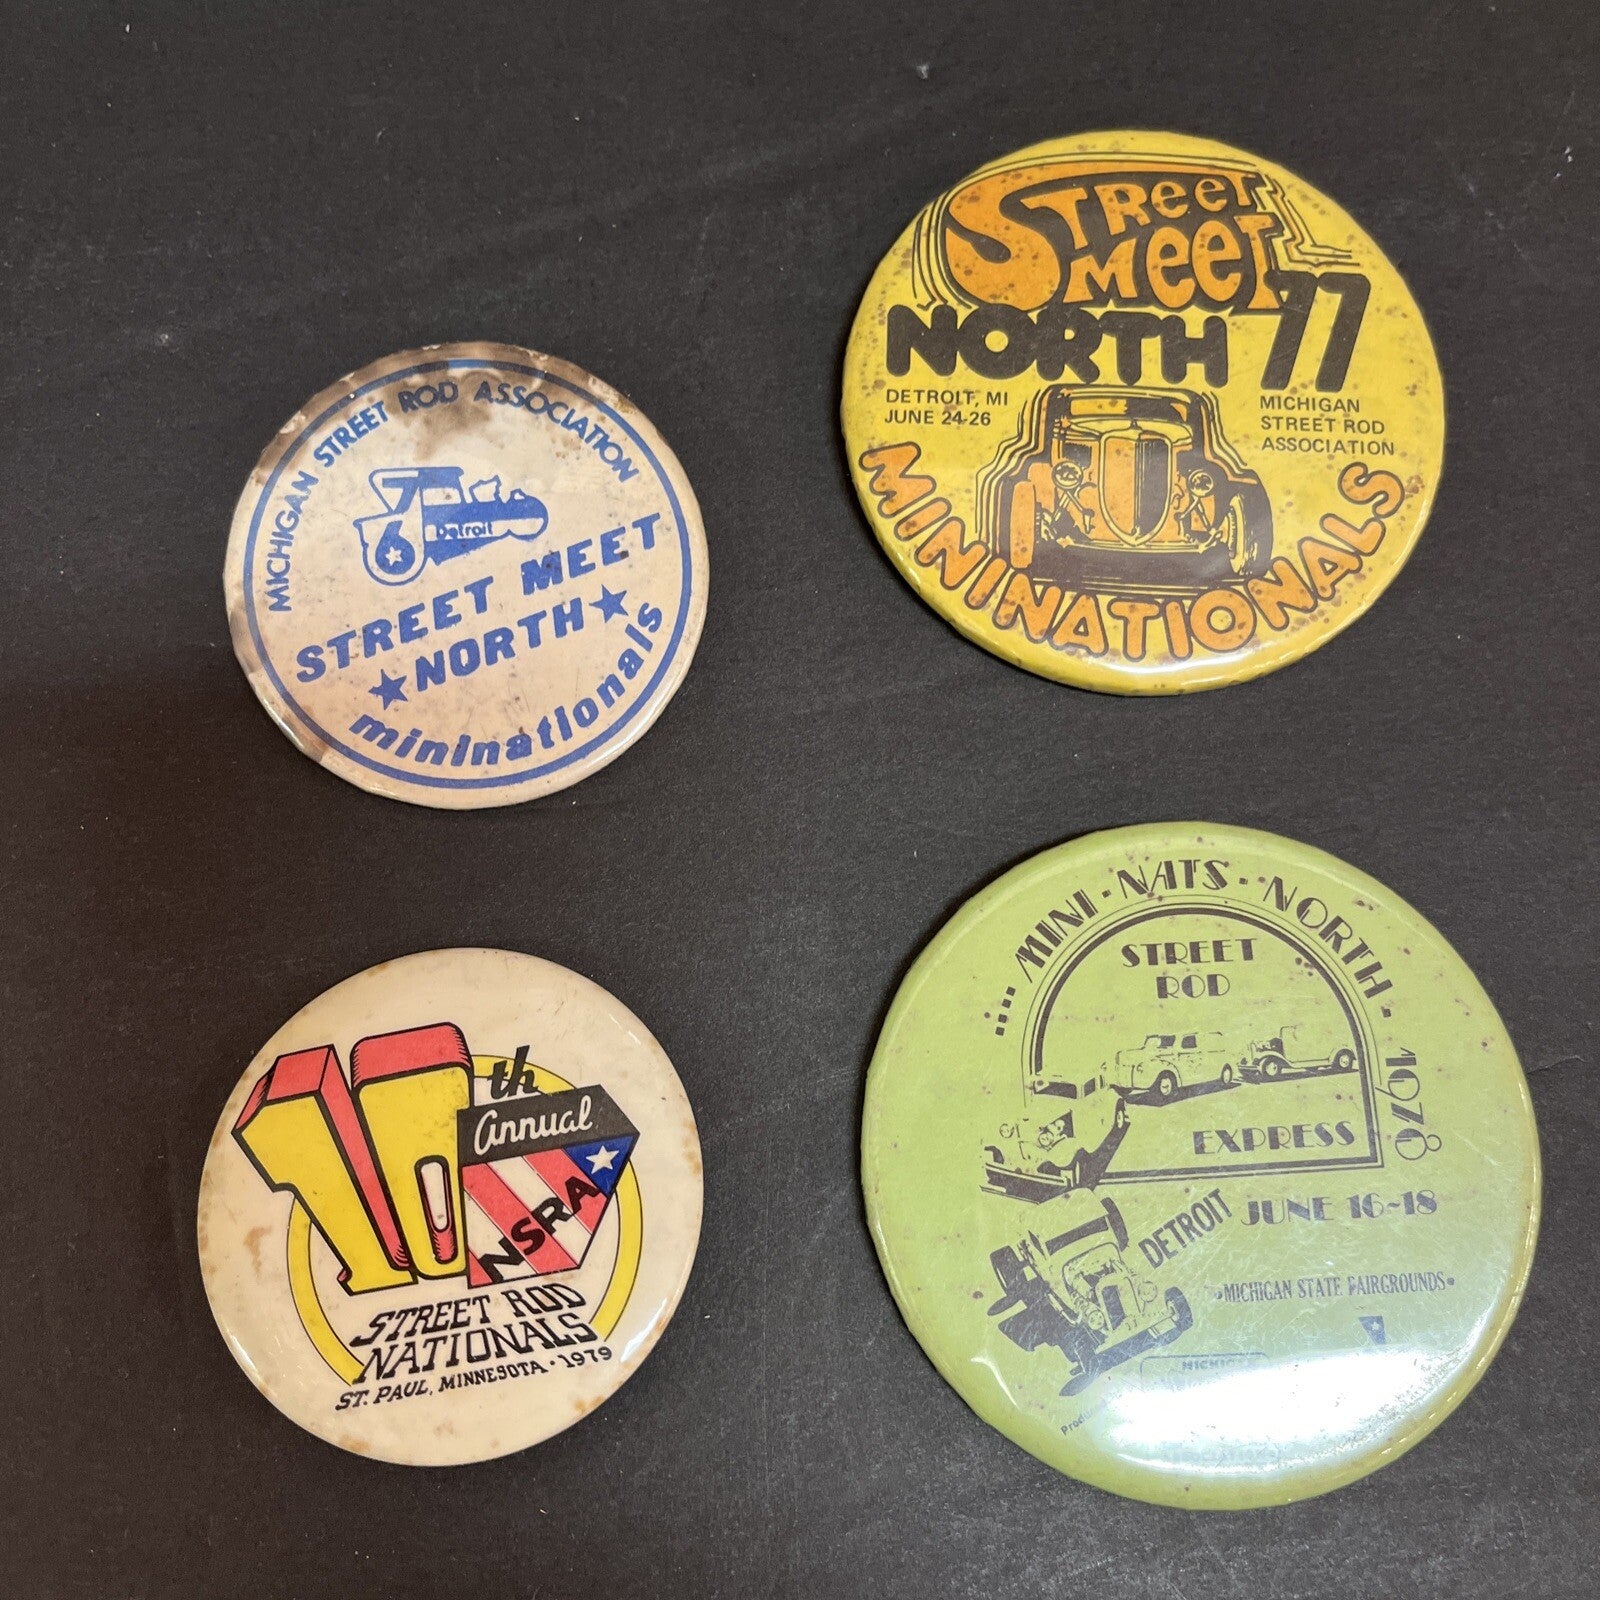 MICHIGAN STREET ROD ASSOCIATION
76
Detroit
STREET MEET
★NORTH★
mininationals
STREET
MEET
NORTH 77
DETROIT, MI
JUNE 24-26
MICHIGAN
STREET ROD
ASSOCIATION
MININATIONALS
10th
Annual
NSRA
STREET ROD
NATIONALS
ST. PAUL, MINNESOTA · 1979
....MINI·NATS·NORTH·1978
STREET
ROD
EXPRESS
DETROIT JUNE 16~18
•MICHIGAN STATE FAIRGROUNDS•